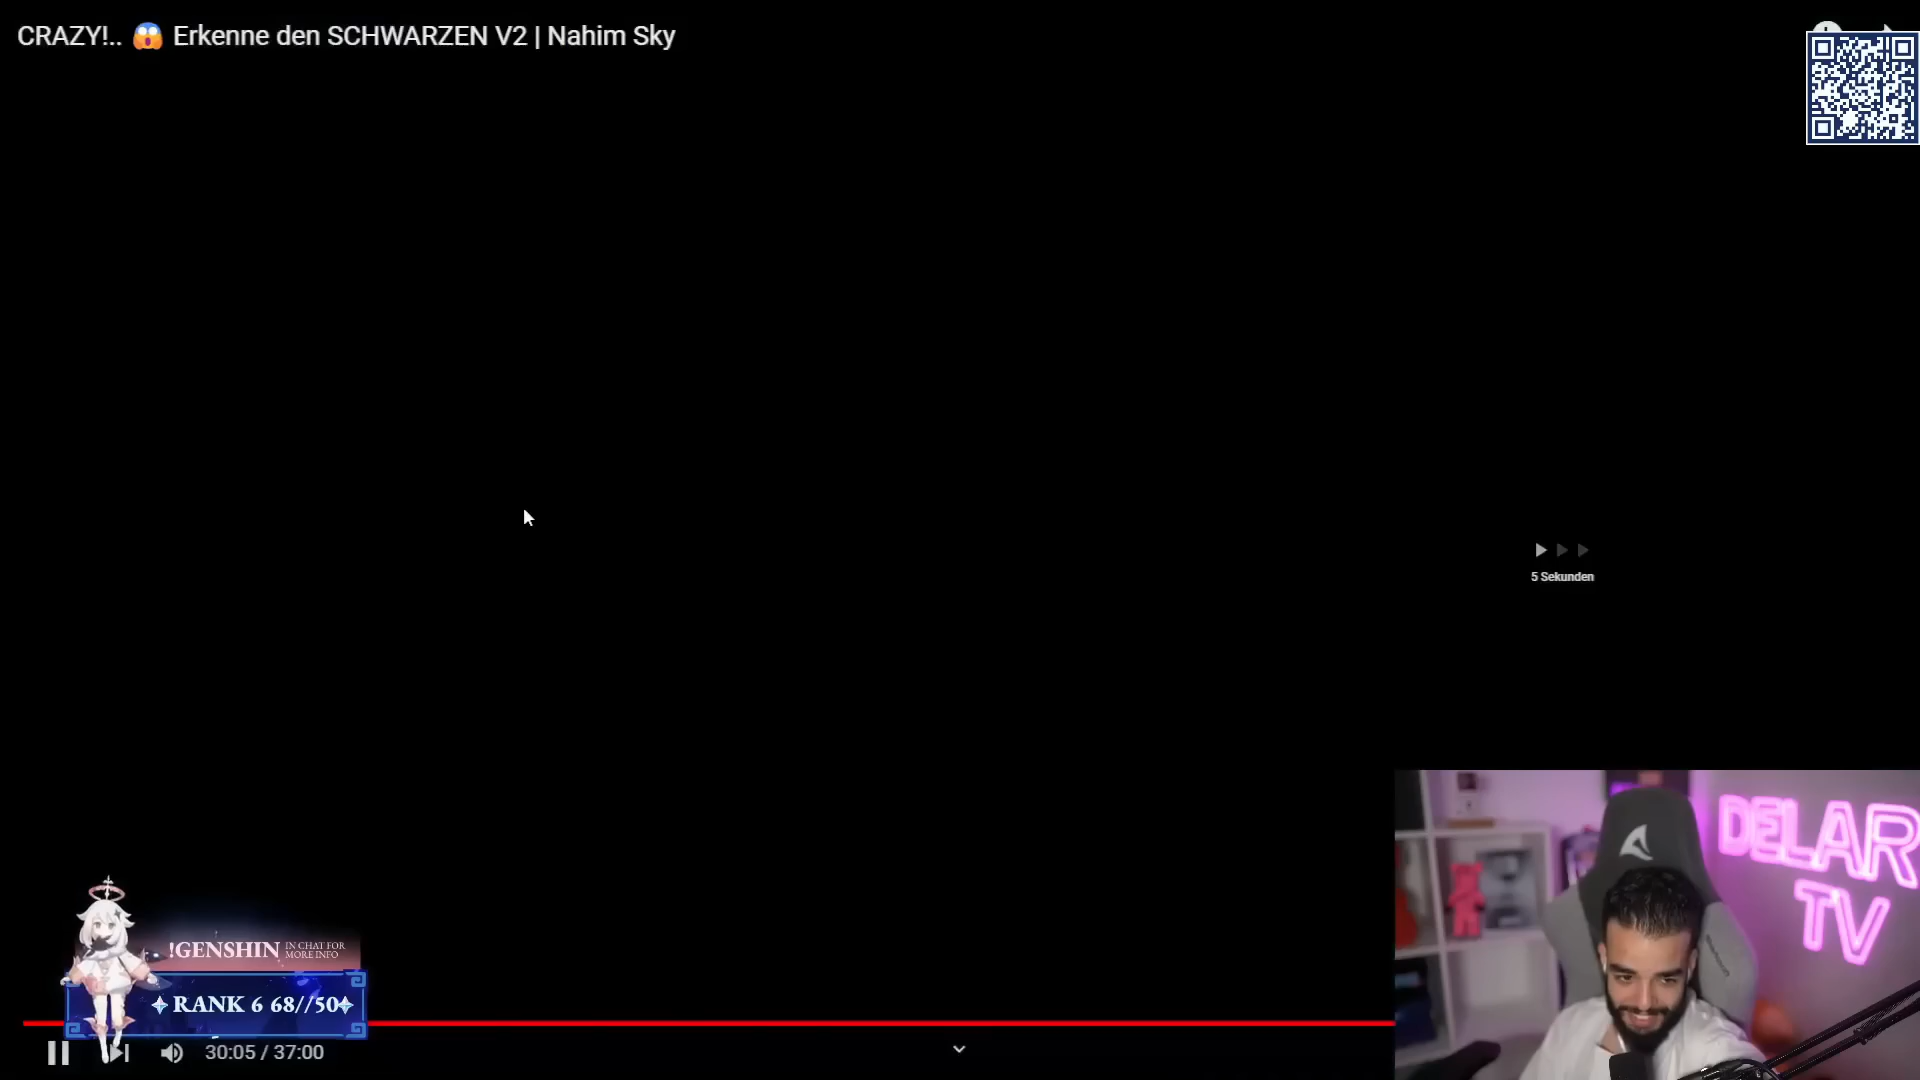 CRAZY!.. 😱 Erkenne den SCHWARZEN V2 | Nahim Sky
5 Sekunden
DELAR
TV
!GENSHIN IN CHAT FOR
MORE INFO
RANK 6 68//50
30:05 / 37:00